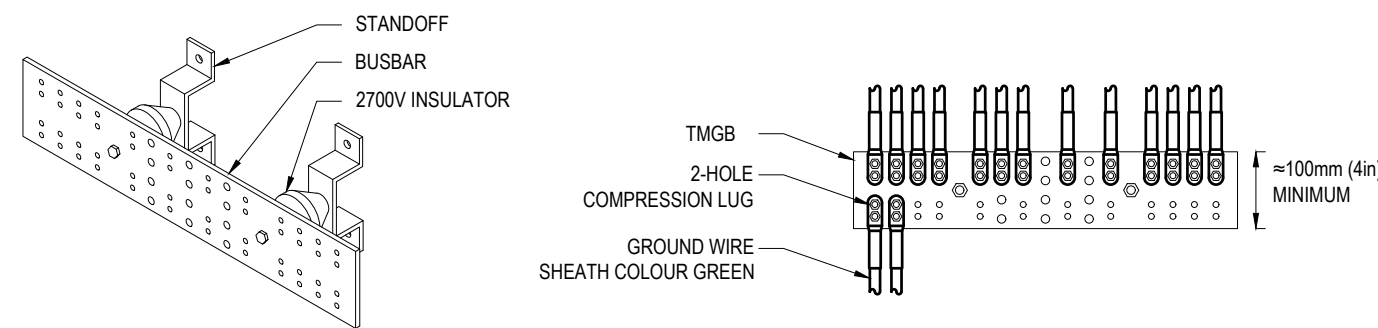 STANDOFF
BUSBAR
2700V INSULATOR
TMGB
2-HOLE
COMPRESSION LUG
GROUND WIRE
SHEATH COLOUR GREEN
≈100mm (4in)
MINIMUM